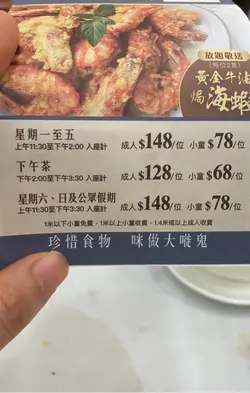 放題敬送
(每位2隻)
黃金牛油
焗海蝦
星期一至五
上午11:30至下午2:00 入座計 成人$148/位 小童$78/位
下午茶
下午2:00至下午3:30 入座計 成人$128/位 小童$68/位
星期六、日及公眾假期
上午11:30至下午3:30 入座計 成人$148/位 小童$78/位
1米以下小童免費,1米以上小童收費,1.4米或以上成人收費
珍惜食物 咪做大嘥鬼